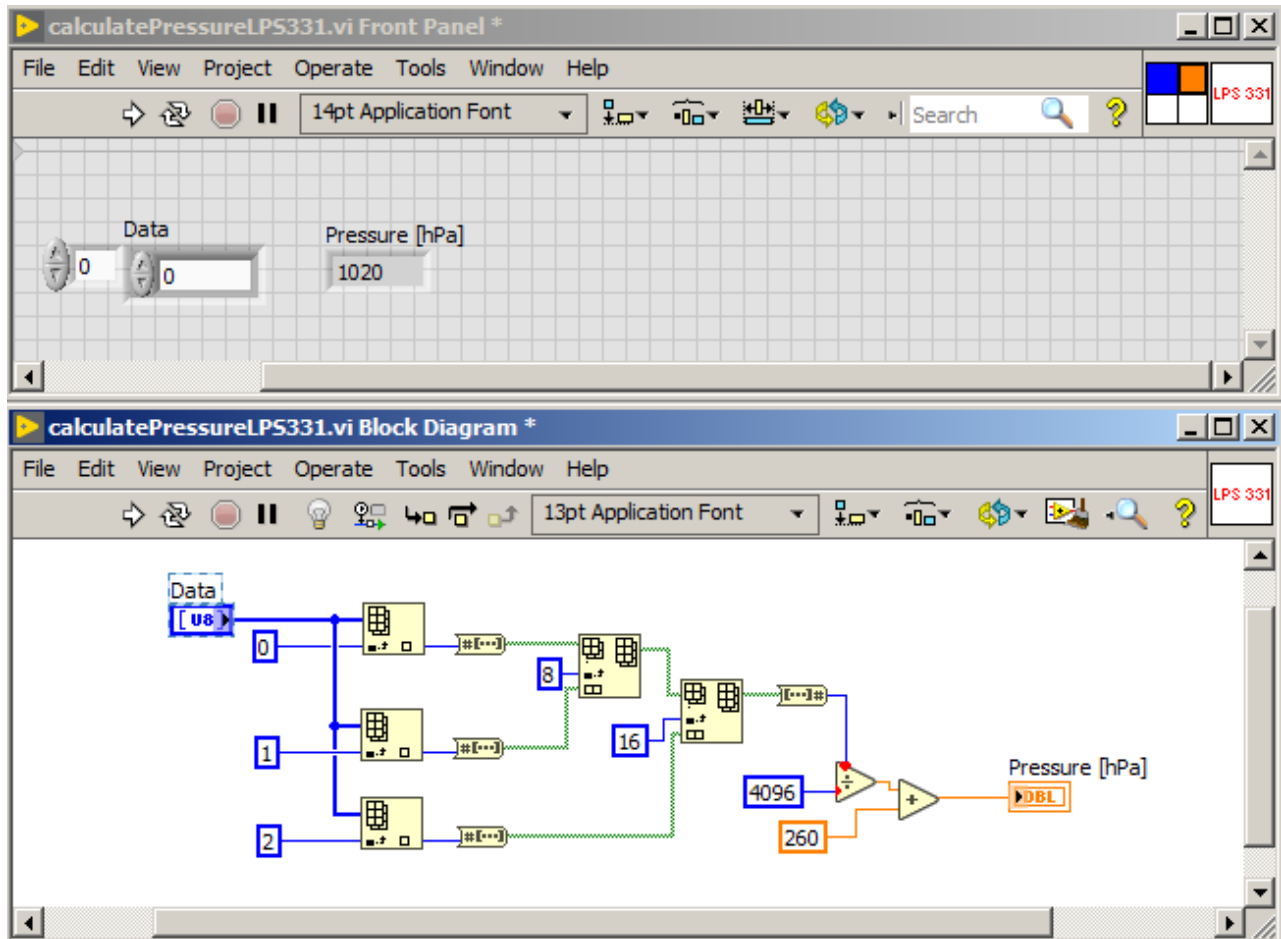 calculatePressureLPS331.vi Front Panel *
File Edit View Project Operate Tools Window Help
14pt Application Font Search ? LPS 331
Data Pressure [hPa]
0 0 1020
calculatePressureLPS331.vi Block Diagram *
File Edit View Project Operate Tools Window Help
13pt Application Font ? LPS 331
Data
[U8]
0 #[...]
8
1 #[...]
16 [...]#
4096 ÷ Pressure [hPa]
+ DBL
260
2 #[...]